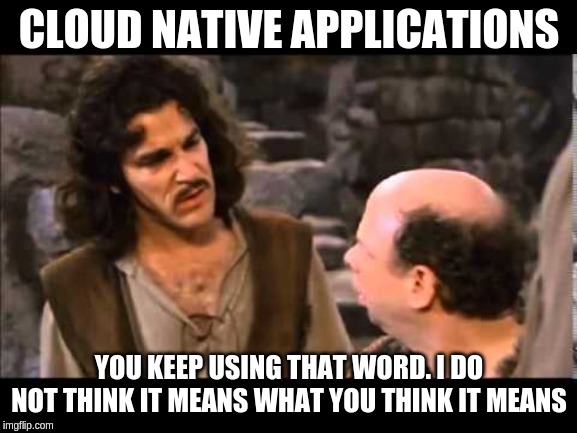 CLOUD NATIVE APPLICATIONS
YOU KEEP USING THAT WORD. I DO
NOT THINK IT MEANS WHAT YOU THINK IT MEANS
imgflip.com